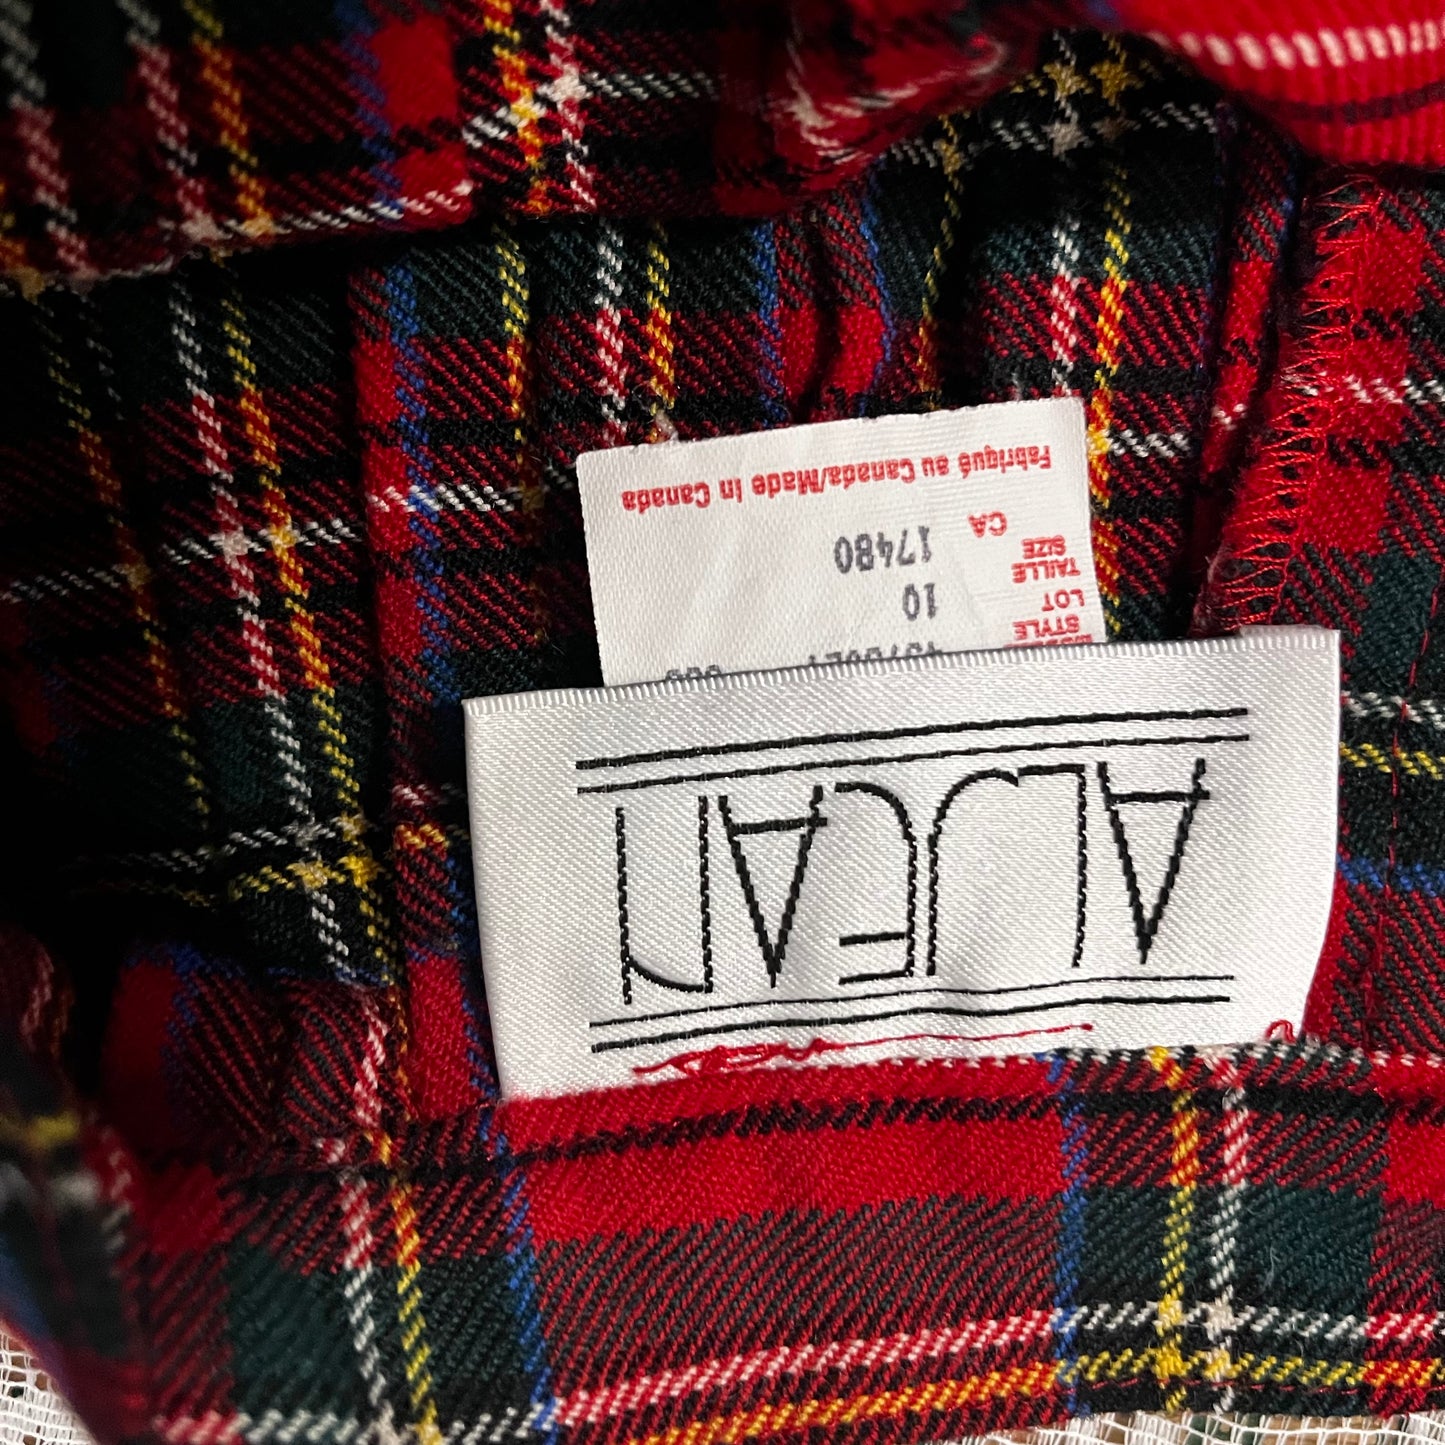 ALJEAN
STYLE
LOT 10
TAILLE
SIZE 17480
CA
Fabriqué au Canada/Made in Canada